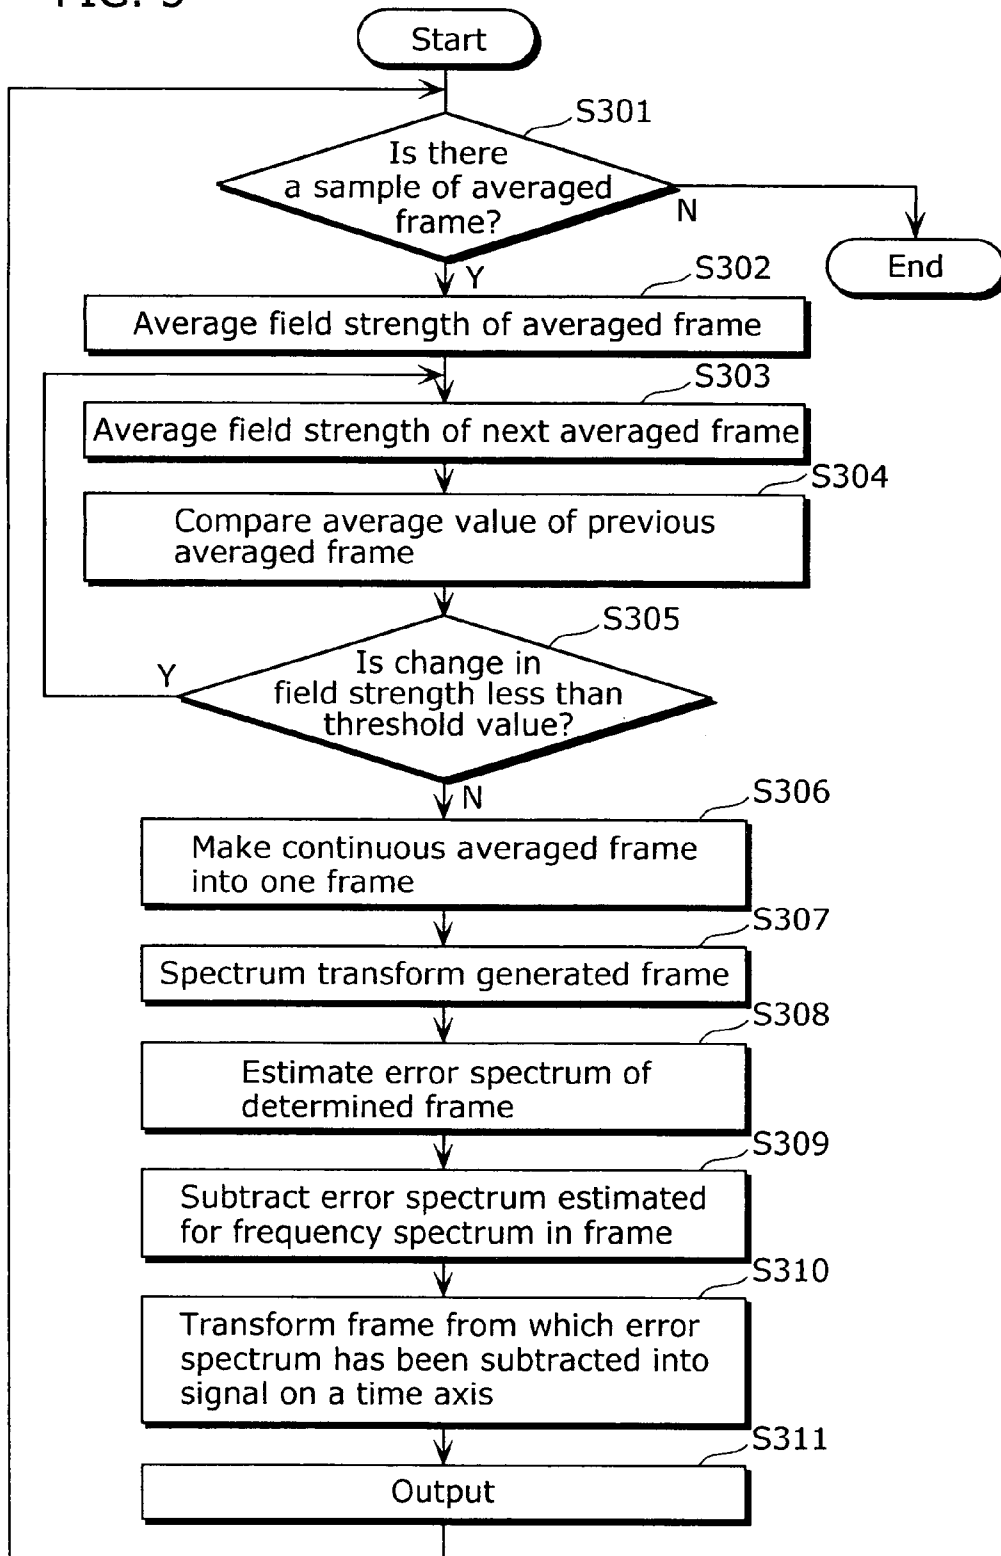 Start
S301
Is there
a sample of averaged
frame?
N
End
Y
S302
Average field strength of averaged frame
S303
Average field strength of next averaged frame
S304
Compare average value of previous
averaged frame
S305
Is change in
field strength less than
threshold value?
Y
N
S306
Make continuous averaged frame
into one frame
S307
Spectrum transform generated frame
S308
Estimate error spectrum of
determined frame
S309
Subtract error spectrum estimated
for frequency spectrum in frame
S310
Transform frame from which error
spectrum has been subtracted into
signal on a time axis
S311
Output